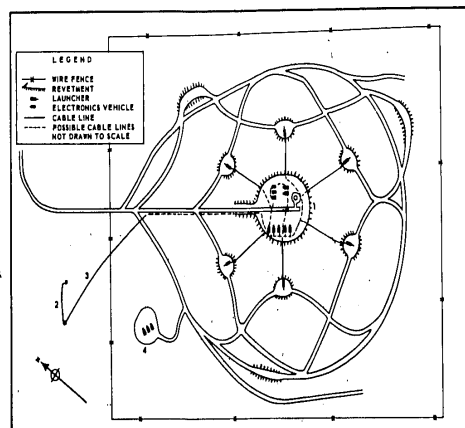 LEGEND
WIRE FENCE
REVETMENT
LAUNCHER
ELECTRONICS VEHICLE
CABLE LINE
POSSIBLE CABLE LINES
NOT DRAWN TO SCALE
3
2
4